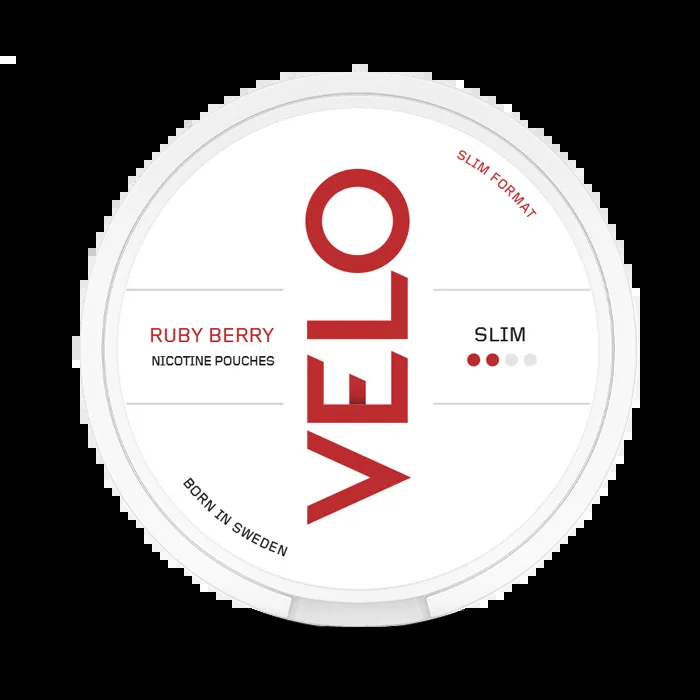 SLIM FORMAT
VELO
RUBY BERRY
NICOTINE POUCHES
SLIM
BORN IN SWEDEN